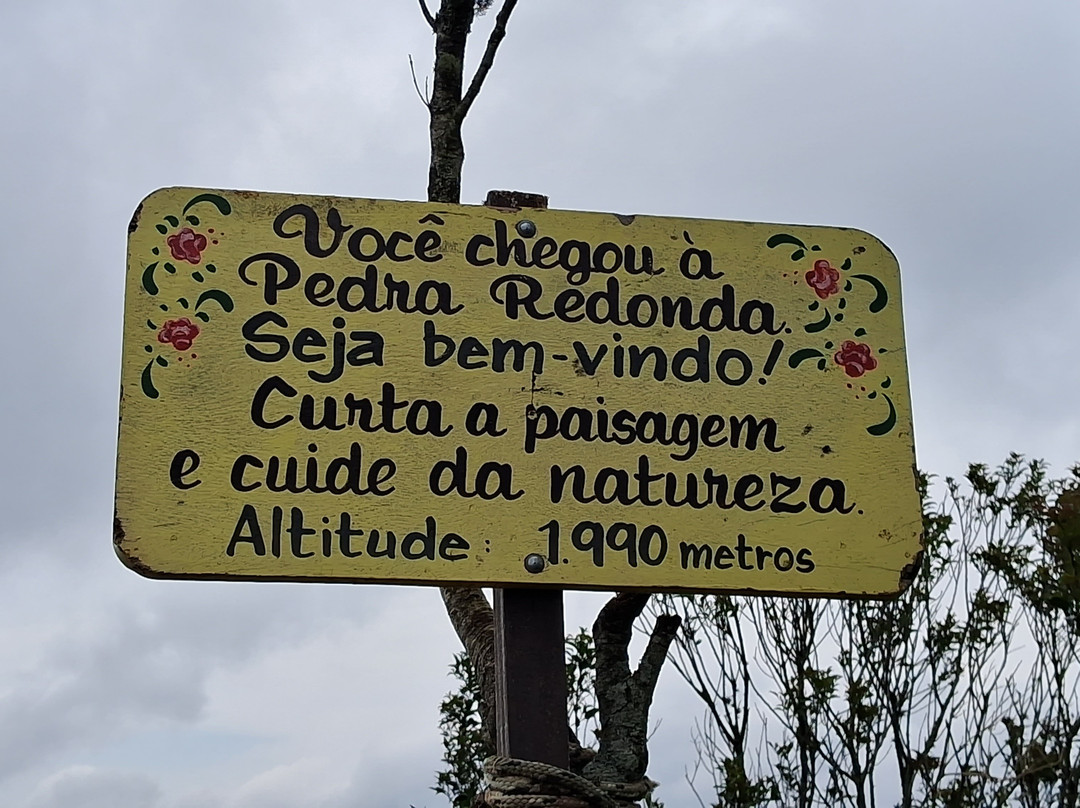 Você chegou à
Pedra Redonda.
Seja bem-vindo!
Curta a paisagem
e cuide da natureza.
Altitude: 1.990 metros